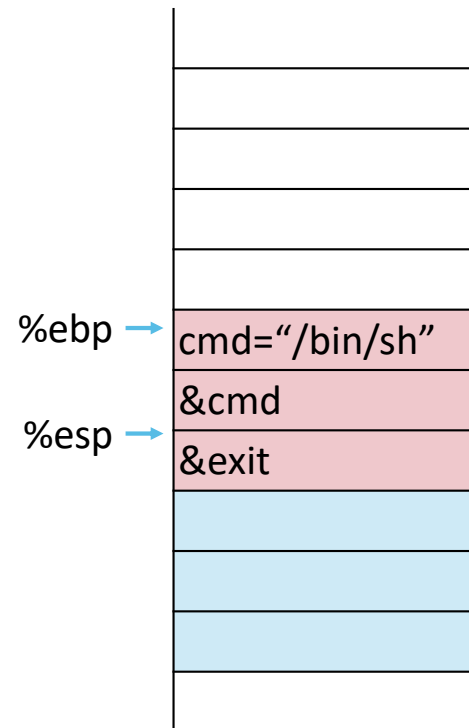 %ebp
cmd=“/bin/sh”
&cmd
%esp
&exit